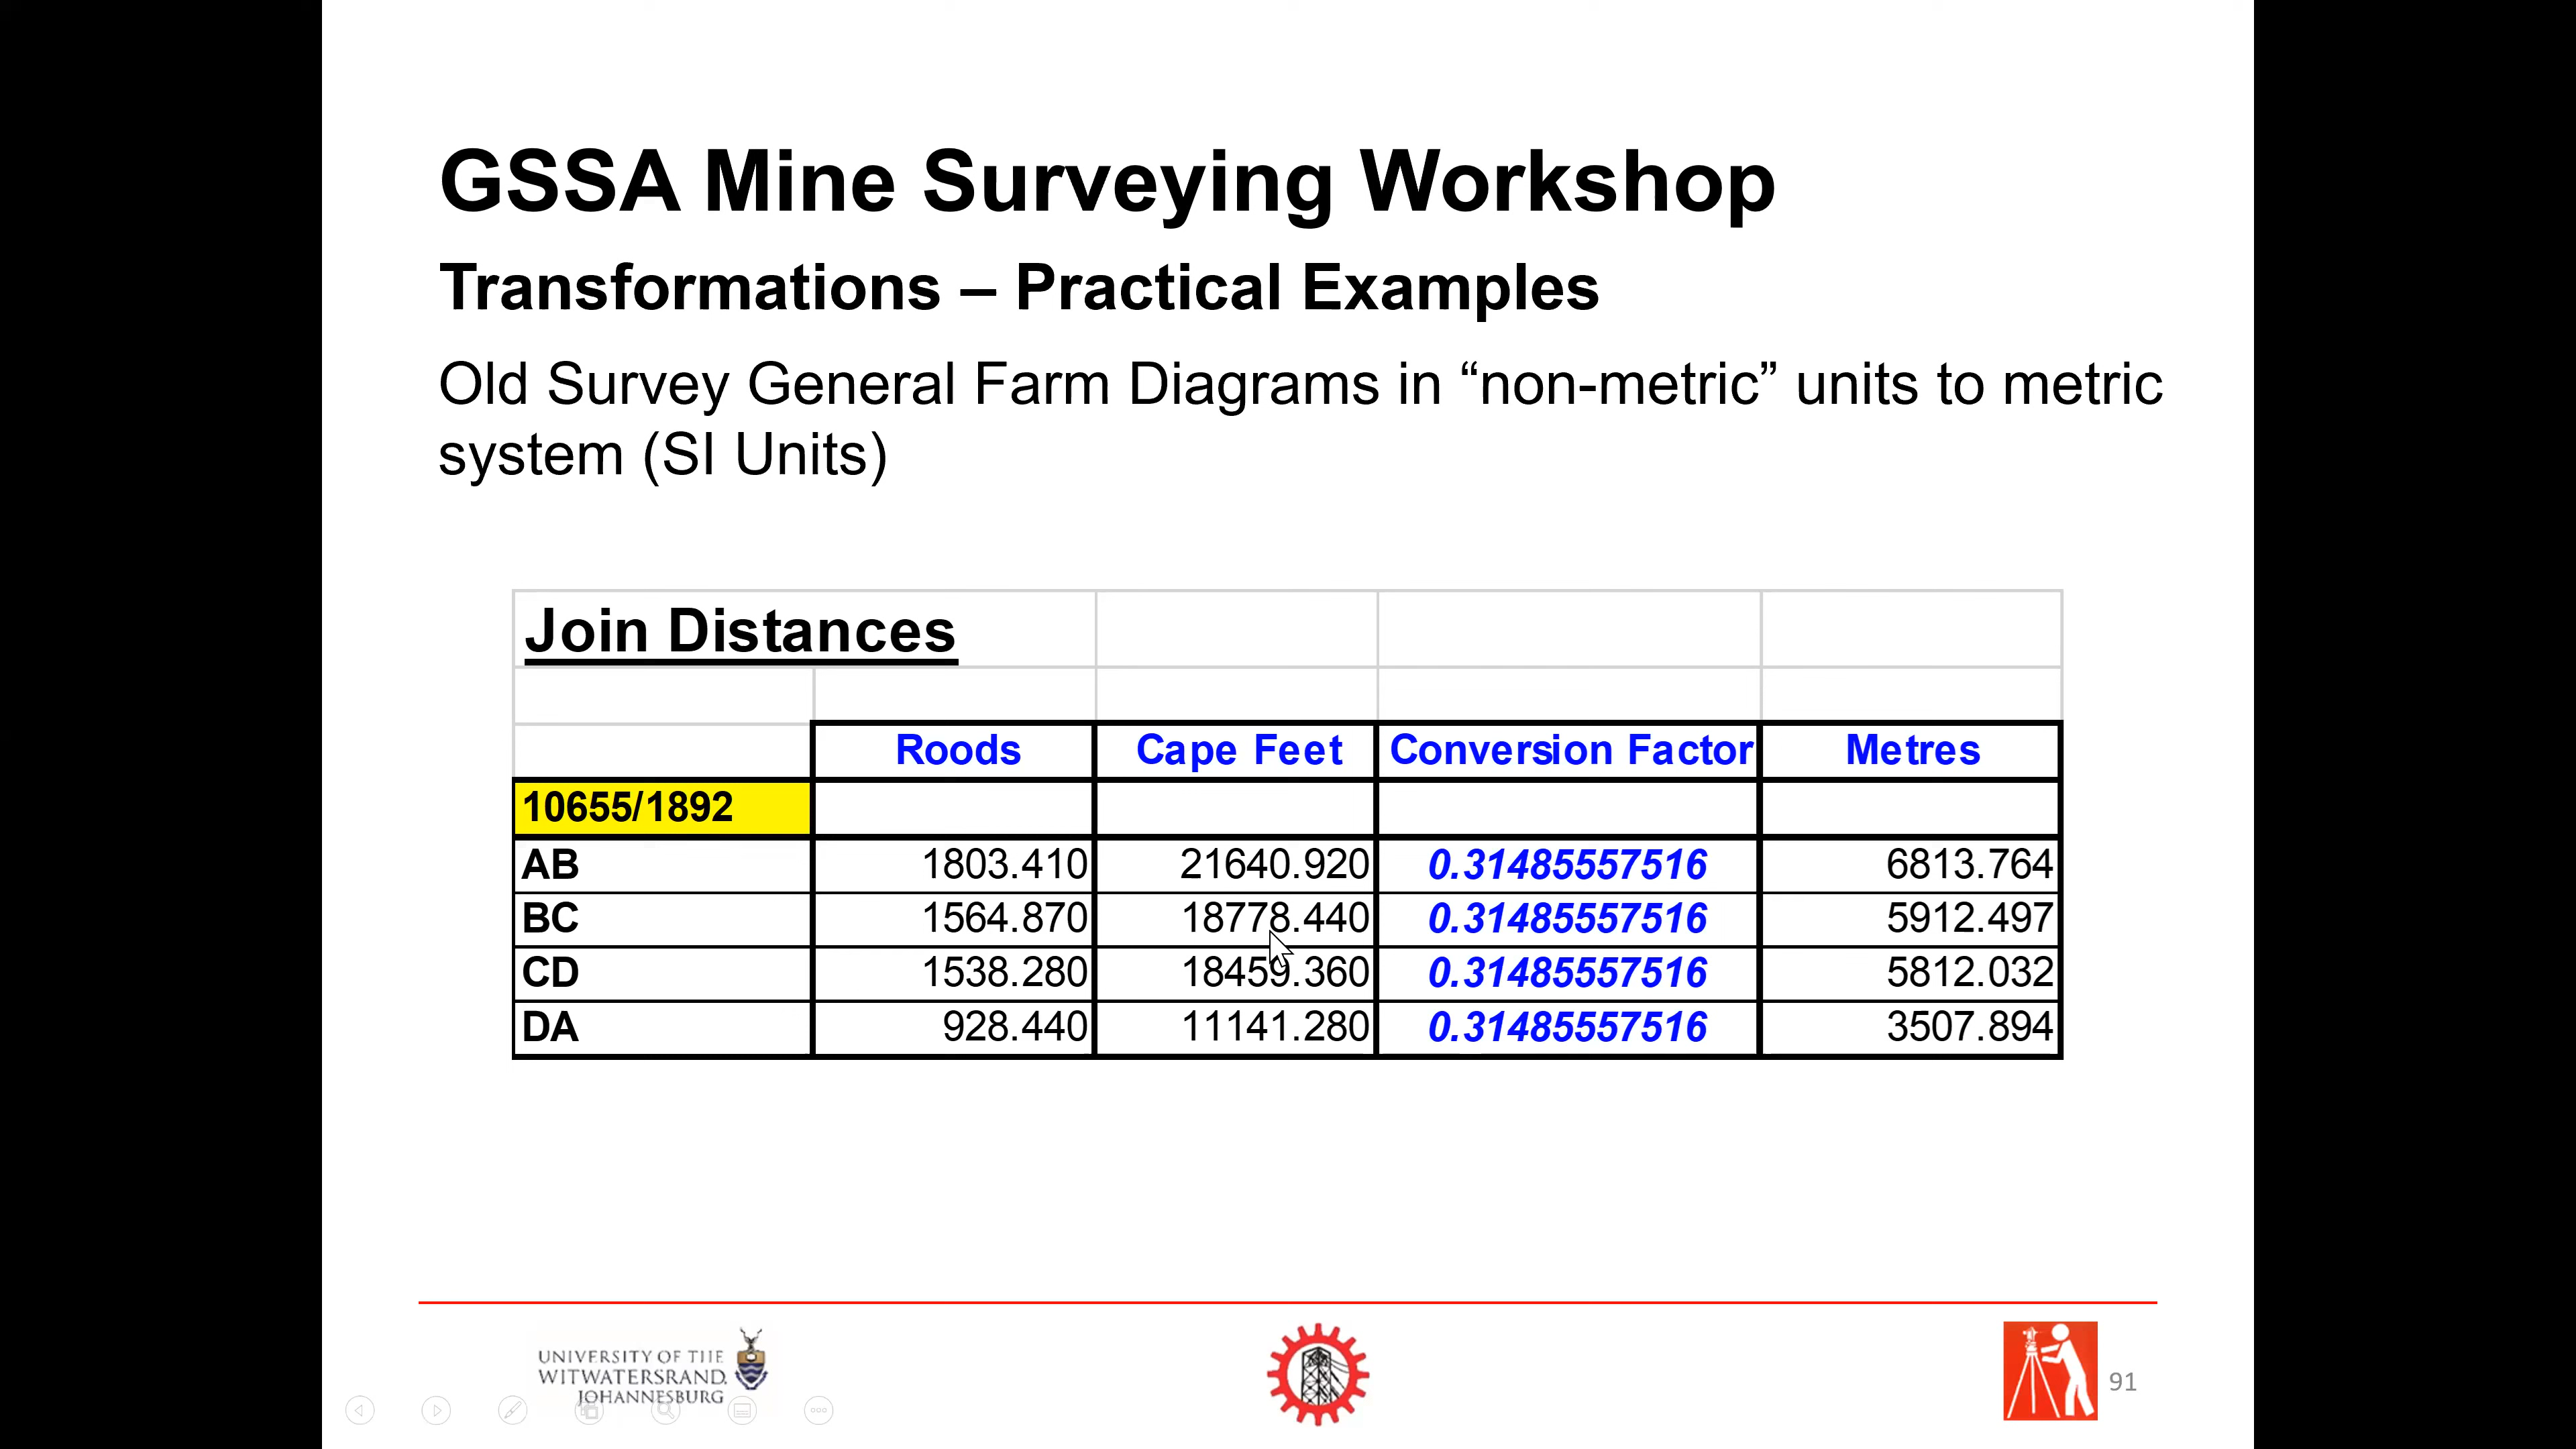 GSSA Mine Surveying Workshop
Transformations – Practical Examples
Old Survey General Farm Diagrams in “non-metric” units to metric
system (SI Units)
Join Distances
Roods Cape Feet Conversion Factor Metres
10655/1892
AB 1803.410 21640.920 0.31485557516 6813.764
BC 1564.870 18778.440 0.31485557516 5912.497
CD 1538.280 18459.360 0.31485557516 5812.032
DA 928.440 11141.280 0.31485557516 3507.894
UNIVERSITY OF THE
WITWATERSRAND,
JOHANNESBURG
91